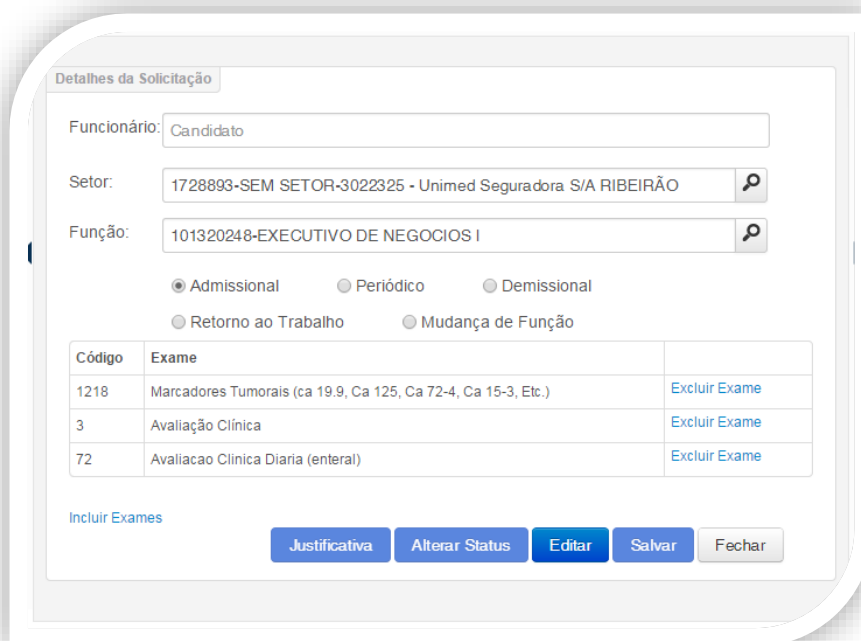 Detalhes da Solicitação
Funcionário: Candidato
Setor: 1728893-SEM SETOR-3022325 - Unimed Seguradora S/A RIBEIRÃO
Função: 101320248-EXECUTIVO DE NEGOCIOS I
Admissional Periódico Demissional
Retorno ao Trabalho Mudança de Função
Código Exame
1218 Marcadores Tumorais (ca 19.9, Ca 125, Ca 72-4, Ca 15-3, Etc.) Excluir Exame
3 Avaliação Clínica Excluir Exame
72 Avaliacao Clinica Diaria (enteral) Excluir Exame
Incluir Exames
Justificativa Alterar Status Editar Salvar Fechar